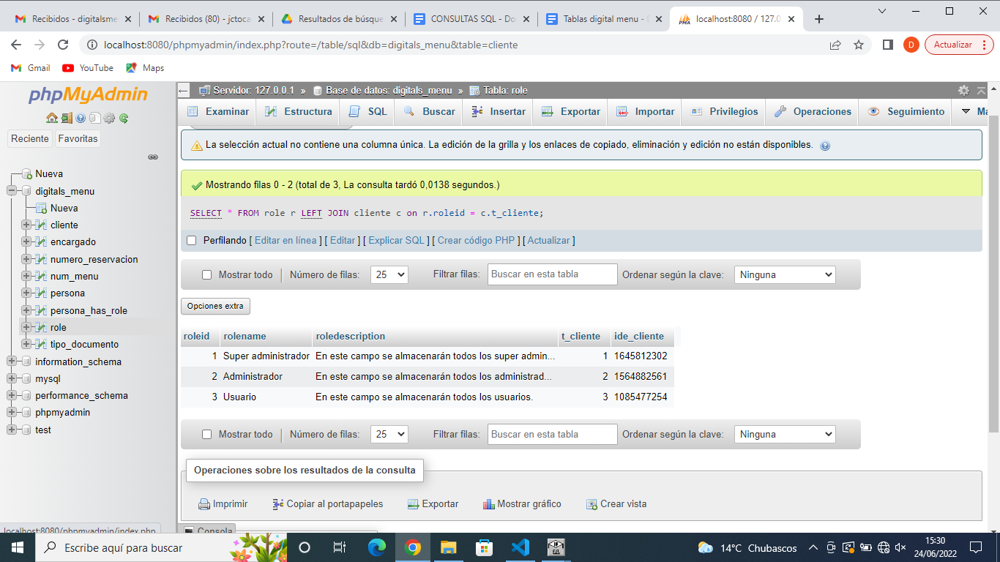 Recibidos - digitalsme
Recibidos (80) - jctoca
Resultados de búsque
CONSULTAS SQL - Do
Tablas digital menu - D
localhost:8080 / 127.0
localhost:8080/phpmyadmin/index.php?route=/table/sql&db=digitals_menu&table=cliente
D
Actualizar
Gmail
YouTube
Maps
phpMyAdmin
Reciente
Favoritas
Nueva
digitals_menu
Nueva
cliente
encargado
numero_reservacion
num_menu
persona
persona_has_role
role
tipo_documento
information_schema
mysql
performance_schema
phpmyadmin
test
localhost:8080/phpmyadmin/index.php
Servidor: 127.0.0.1 » Base de datos: digitals_menu » Tabla: role
Examinar Estructura SQL Buscar Insertar Exportar Importar Privilegios Operaciones Seguimiento Má
La selección actual no contiene una columna única. La edición de la grilla y los enlaces de copiado, eliminación y edición no están disponibles.
Mostrando filas 0 - 2 (total de 3, La consulta tardó 0,0138 segundos.)
SELECT * FROM role r LEFT JOIN cliente c on r.roleid = c.t_cliente;
Perfilando [ Editar en línea ] [ Editar ] [ Explicar SQL ] [ Crear código PHP ] [ Actualizar ]
Mostrar todo Número de filas: 25 Filtrar filas: Buscar en esta tabla Ordenar según la clave: Ninguna
Opciones extra
roleid rolename roledescription t_cliente ide_cliente
1 Super administrador En este campo se almacenarán todos los super admin... 1 1645812302
2 Administrador En este campo se almacenarán todos los administrad... 2 1564882561
3 Usuario En este campo se almacenarán todos los usuarios. 3 1085477254
Mostrar todo Número de filas: 25 Filtrar filas: Buscar en esta tabla Ordenar según la clave: Ninguna
Operaciones sobre los resultados de la consulta
Imprimir Copiar al portapapeles Exportar Mostrar gráfico Crear vista
Consola
Escribe aquí para buscar
14°C Chubascos
15:30
24/06/2022